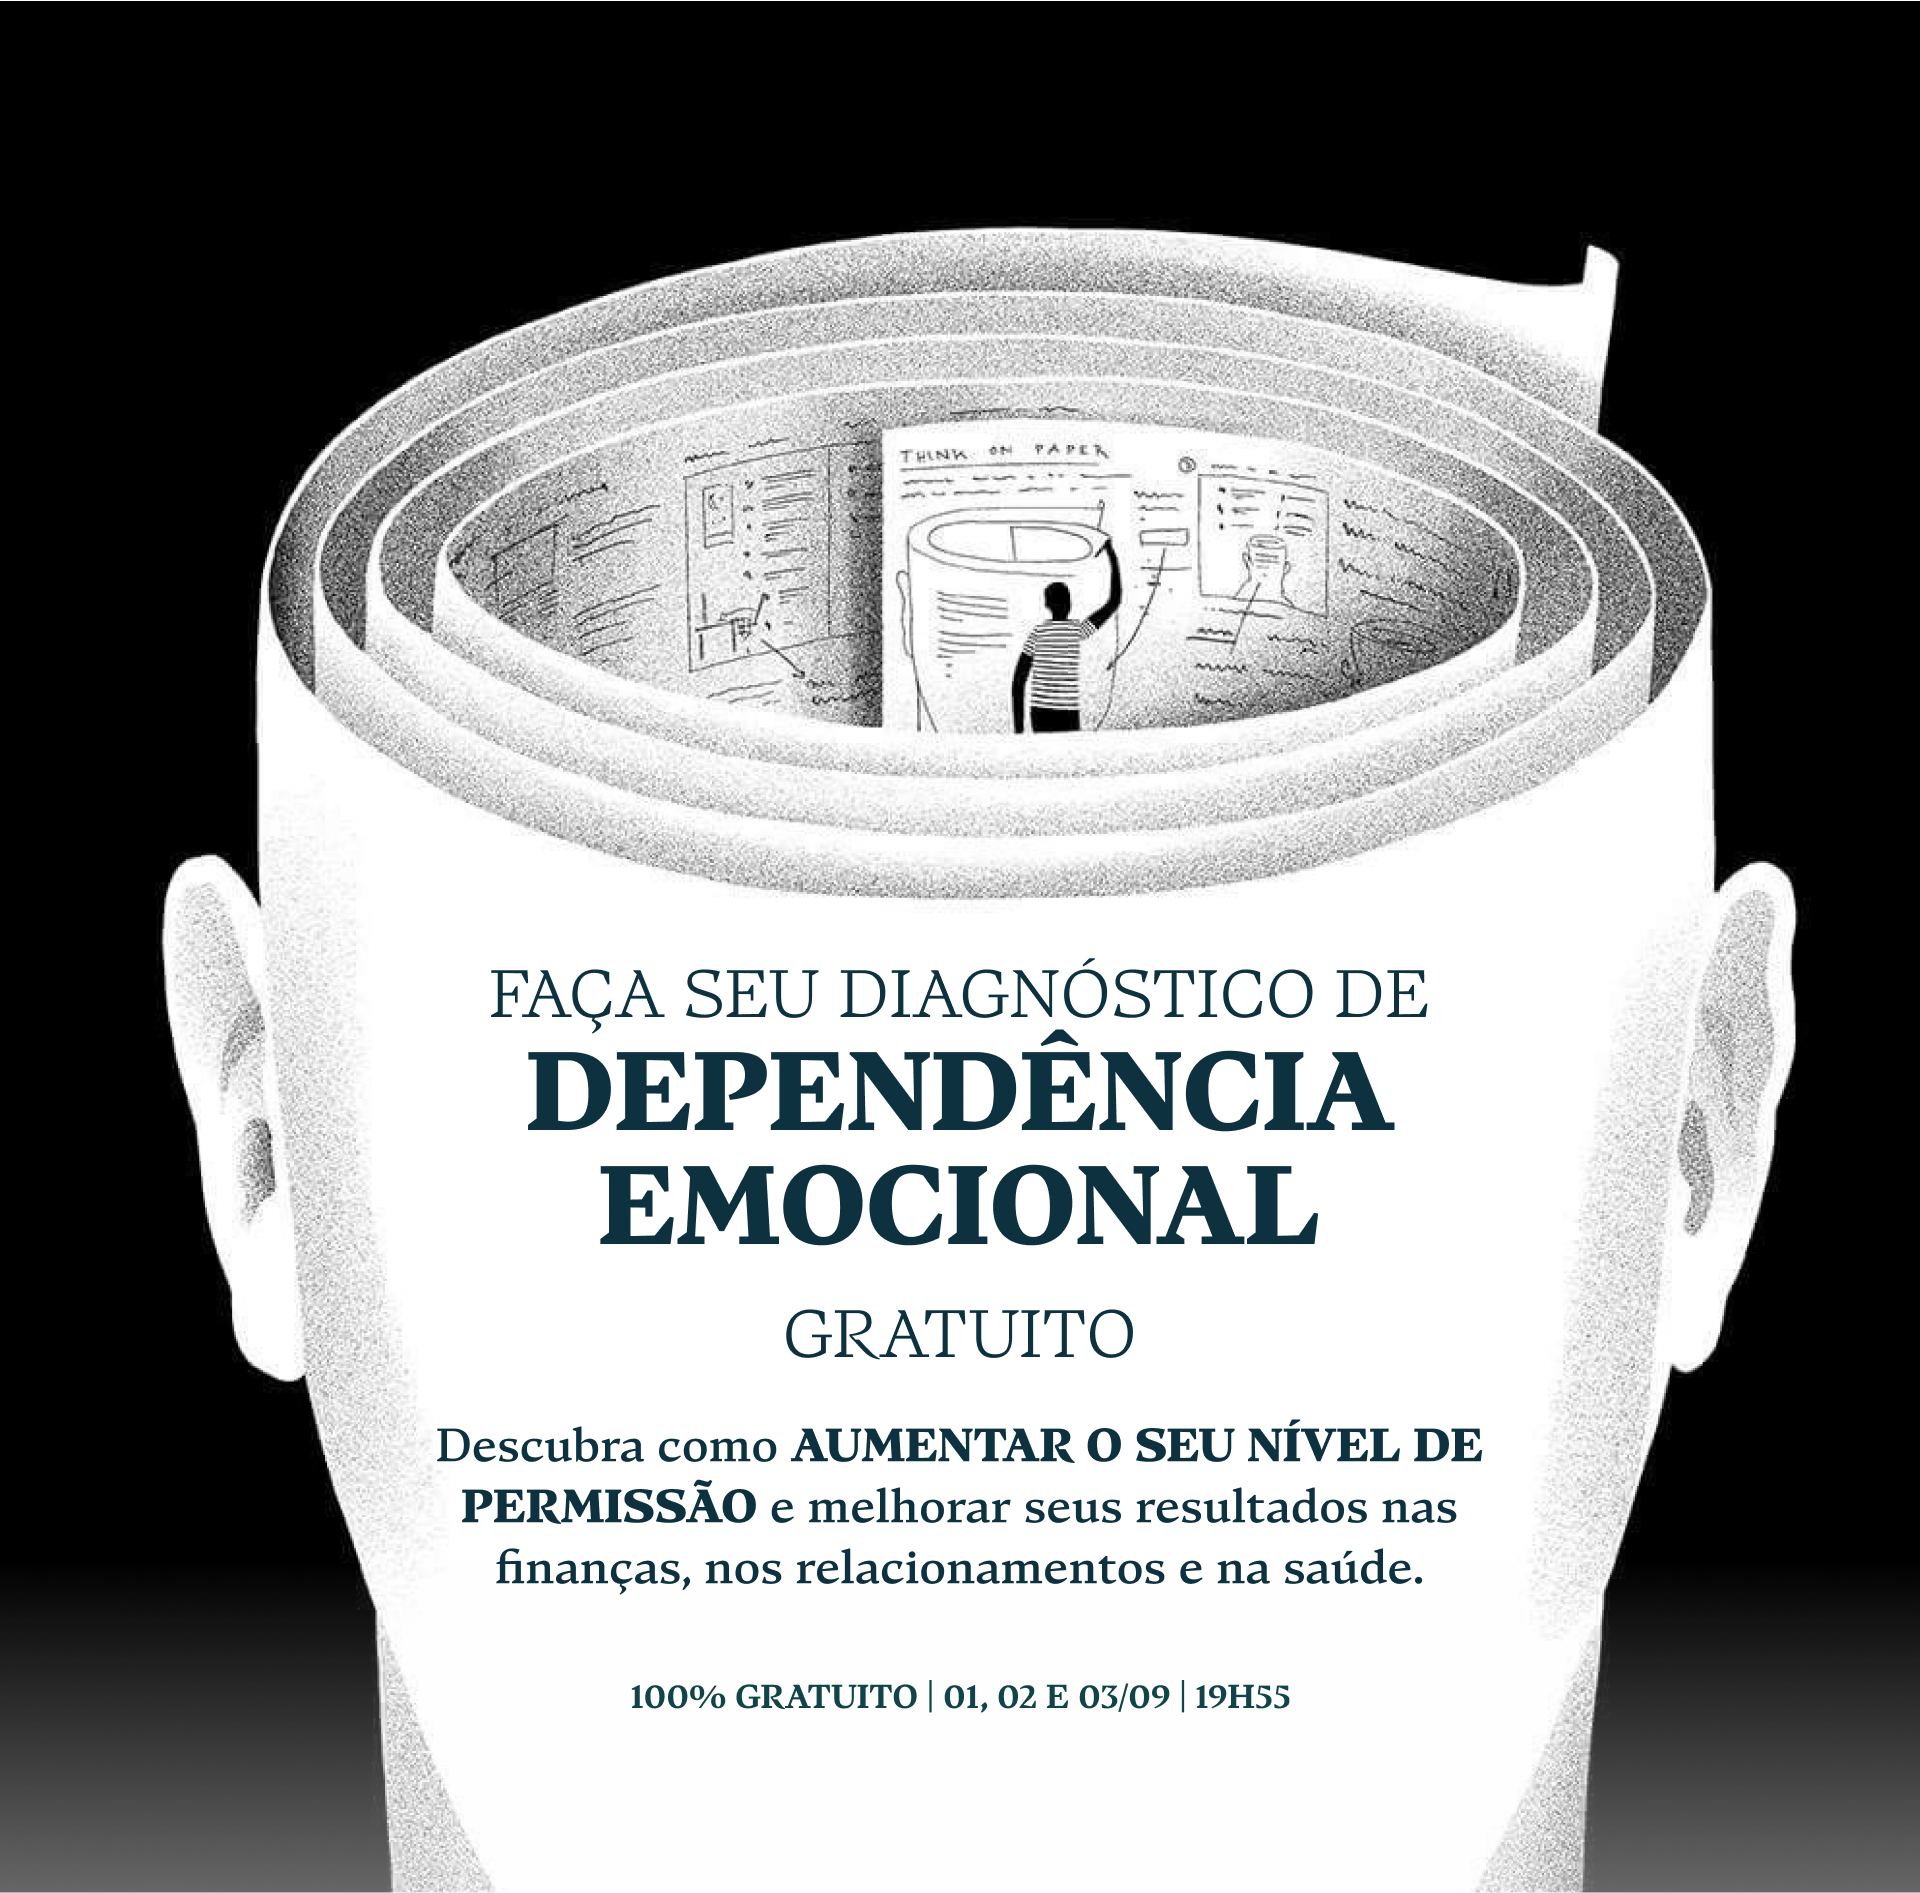 THINK ON PAPER
FAÇA SEU DIAGNÓSTICO DE
DEPENDÊNCIA
EMOCIONAL
GRATUITO
Descubra como AUMENTAR O SEU NÍVEL DE
PERMISSÃO e melhorar seus resultados nas
finanças, nos relacionamentos e na saúde.
100% GRATUITO | 01, 02 E 03/09 | 19H55